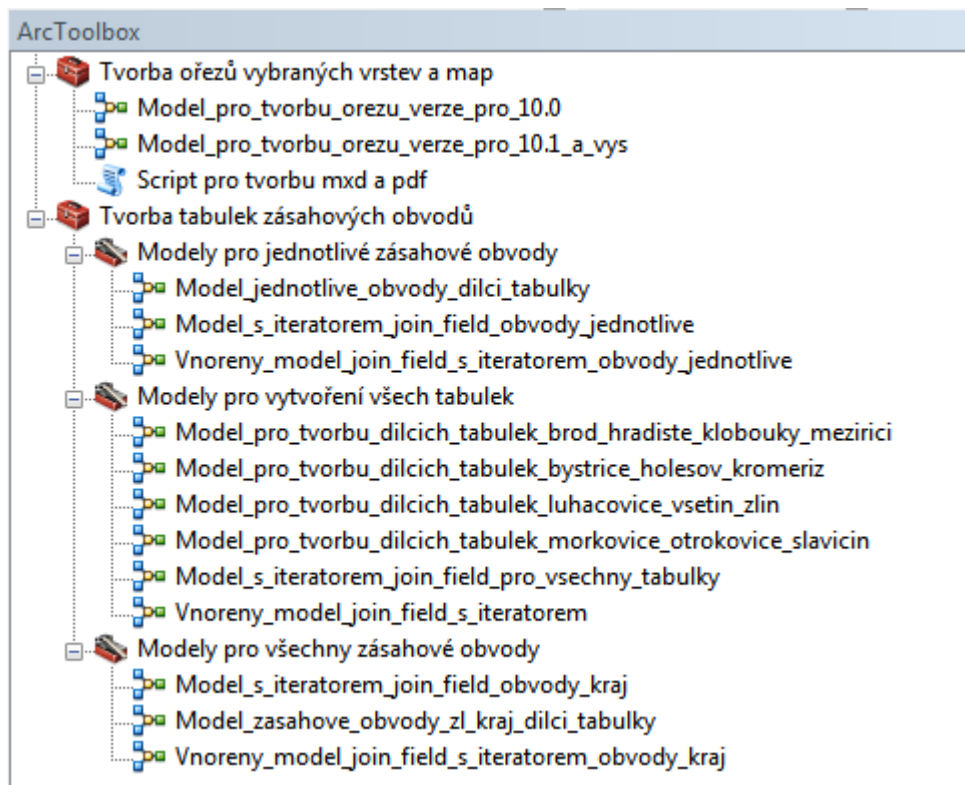 ArcToolbox
Tvorba ořezů vybraných vrstev a map
Model_pro_tvorbu_orezu_verze_pro_10.0
Model_pro_tvorbu_orezu_verze_pro_10.1_a_vys
Script pro tvorbu mxd a pdf
Tvorba tabulek zásahových obvodů
Modely pro jednotlivé zásahové obvody
Model_jednotlive_obvody_dilci_tabulky
Model_s_iteratorem_join_field_obvody_jednotlive
Vnoreny_model_join_field_s_iteratorem_obvody_jednotlive
Modely pro vytvoření všech tabulek
Model_pro_tvorbu_dilcich_tabulek_brod_hradiste_klobouky_mezirici
Model_pro_tvorbu_dilcich_tabulek_bystrice_holesov_kromeriz
Model_pro_tvorbu_dilcich_tabulek_luhacovice_vsetin_zlin
Model_pro_tvorbu_dilcich_tabulek_morkovice_otrokovice_slavicin
Model_s_iteratorem_join_field_pro_vsechny_tabulky
Vnoreny_model_join_field_s_iteratorem
Modely pro všechny zásahové obvody
Model_s_iteratorem_join_field_obvody_kraj
Model_zasahove_obvody_zl_kraj_dilci_tabulky
Vnoreny_model_join_field_s_iteratorem_obvody_kraj